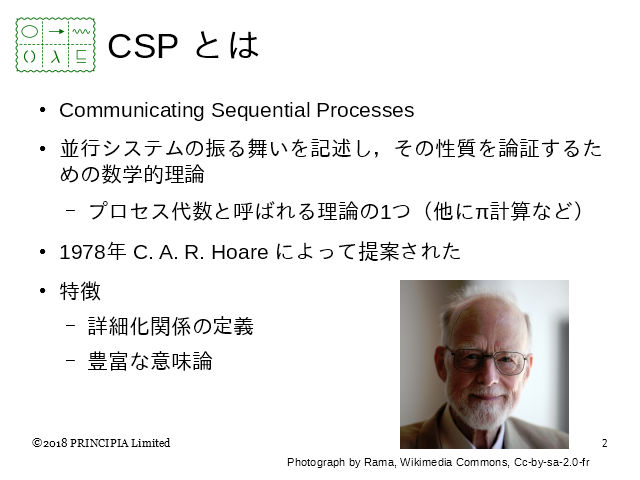 CSP とは
• Communicating Sequential Processes
• 並行システムの振る舞いを記述し，その性質を論証するた
めの数学的理論
– プロセス代数と呼ばれる理論の1つ（他にπ計算など）
• 1978年 C. A. R. Hoare によって提案された
• 特徴
– 詳細化関係の定義
– 豊富な意味論
©2018 PRINCIPIA Limited
2
Photograph by Rama, Wikimedia Commons, Cc-by-sa-2.0-fr